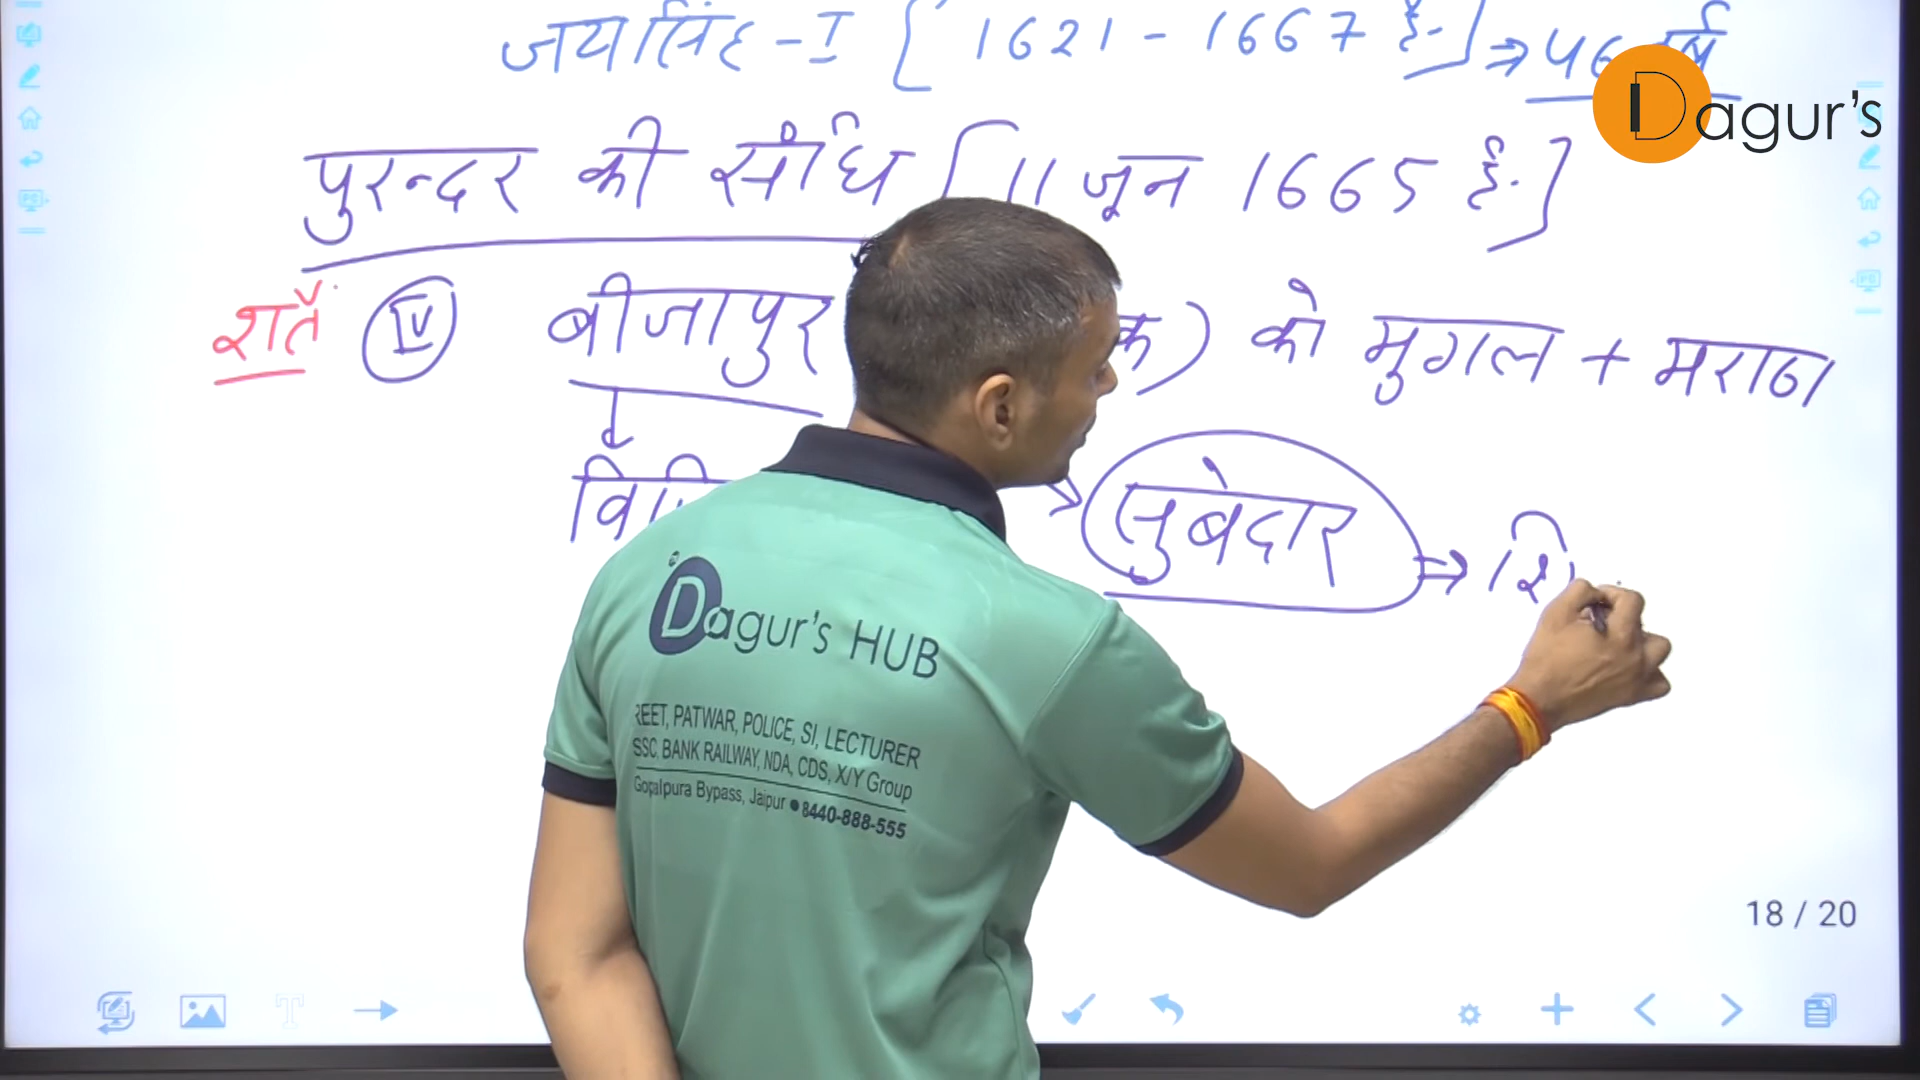 जयसिंह-I [1621-1667 ई.] → 46 वर्ष
Dagur's
पुरन्दर की संधि [11 जून 1665 ई.]
शर्तें IV बीजापुर क) को मुगल + मराठा
→ सुबेदार →
Dagur's HUB
REET, PATWAR, POLICE, SI, LECTURER
SSC, BANK RAILWAY, NDA, CDS, X/Y Group
Gopalpura Bypass, Jaipur ● 8440-888-555
18 / 20